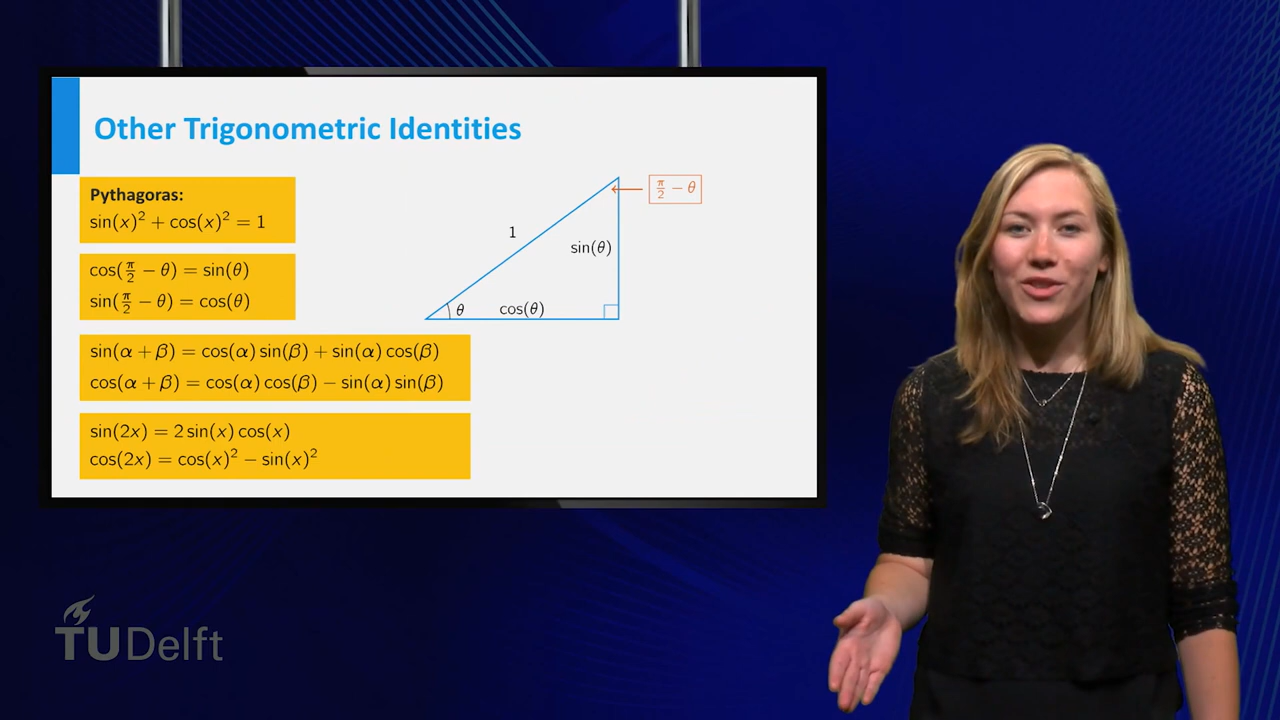 Other Trigonometric Identities
Pythagoras:
sin(x)² + cos(x)² = 1
cos(π/2 − θ) = sin(θ)
sin(π/2 − θ) = cos(θ)
sin(α + β) = cos(α) sin(β) + sin(α) cos(β)
cos(α + β) = cos(α) cos(β) − sin(α) sin(β)
sin(2x) = 2 sin(x) cos(x)
cos(2x) = cos(x)² − sin(x)²
π/2 − θ
1
sin(θ)
θ
cos(θ)
TUDelft